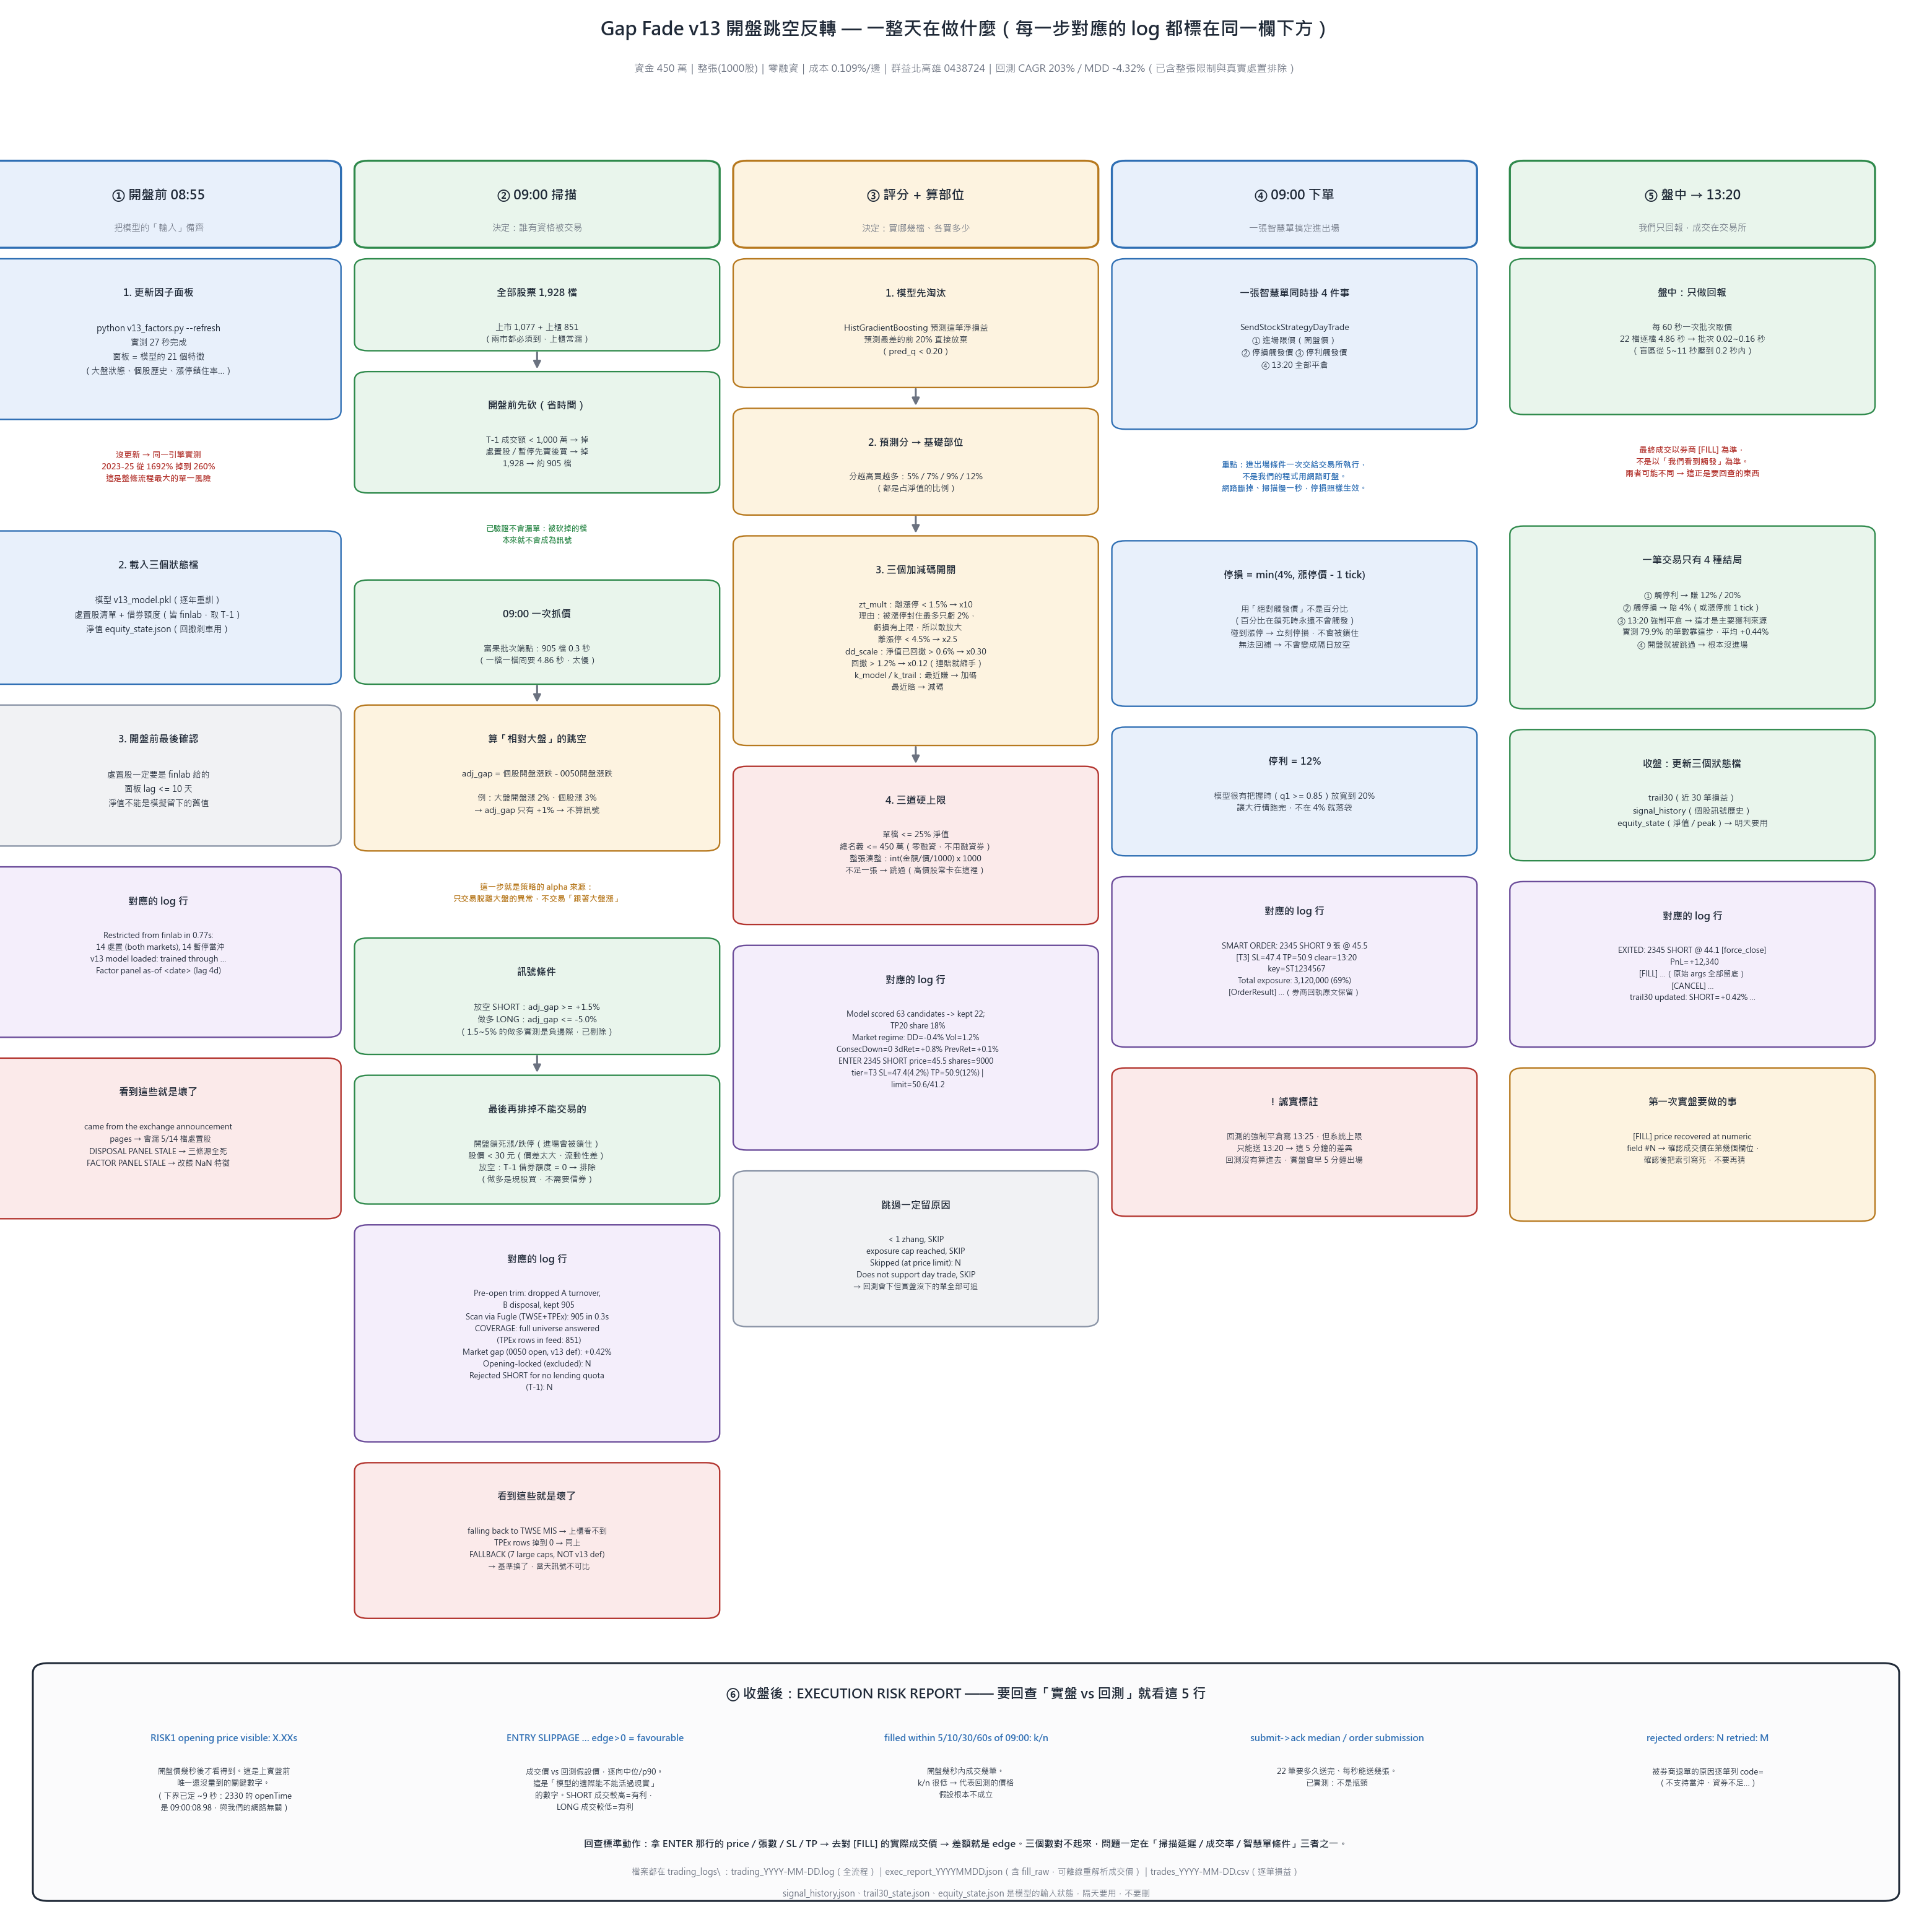 Gap Fade v13 開盤跳空反轉 — 一整天在做什麼（每一步對應的 log 都標在同一欄下方）
資金 450 萬 | 整張(1000股) | 零融資 | 成本 0.109%/邊 | 群益北高雄 0438724 | 回測 CAGR 203% / MDD -4.32%（已含整張限制與真實處置排除）
① 開盤前 08:55
把模型的「輸入」備齊
1. 更新因子面板
python v13_factors.py --refresh
實測 27 秒完成
面板 = 模型的 21 個特徵
（大盤狀態、個股歷史、漲停鎖住率...）
沒更新 → 同一引擎實測
2023-25 從 1692% 掉到 260%
這是整條流程最大的單一風險
2. 載入三個狀態檔
模型 v13_model.pkl（逐年重訓）
處置股清單 + 借券額度（皆 finlab，取 T-1）
淨值 equity_state.json（回撤剎車用）
3. 開盤前最後確認
處置股一定要是 finlab 給的
面板 lag <= 10 天
淨值不能是模擬留下的舊值
對應的 log 行
Restricted from finlab in 0.77s:
14 處置 (both markets), 14 暫停當沖
v13 model loaded: trained through ...
Factor panel as-of <date> (lag 4d)
看到這些就是壞了
came from the exchange announcement
pages → 會漏 5/14 檔處置股
DISPOSAL PANEL STALE → 三條源全死
FACTOR PANEL STALE → 改餵 NaN 特徵
② 09:00 掃描
決定：誰有資格被交易
全部股票 1,928 檔
上市 1,077 + 上櫃 851
（兩市都必須到，上櫃常漏）
開盤前先砍（省時間）
T-1 成交額 < 1,000 萬 → 掉
處置股 / 暫停先賣後買 → 掉
1,928 → 約 905 檔
已驗證不會漏單：被砍掉的檔
本來就不會成為訊號
09:00 一次抓價
富果批次端點：905 檔 0.3 秒
（一檔一檔問要 4.86 秒，太慢）
算「相對大盤」的跳空
adj_gap = 個股開盤漲跌 - 0050開盤漲跌
例：大盤開盤漲 2%、個股漲 3%
→ adj_gap 只有 +1% → 不算訊號
這一步就是策略的 alpha 來源：
只交易脫離大盤的異常，不交易「跟著大盤漲」
訊號條件
放空 SHORT：adj_gap >= +1.5%
做多 LONG：adj_gap <= -5.0%
（1.5~5% 的做多實測是負邊際，已剔除）
最後再排掉不能交易的
開盤鎖死漲/跌停（進場會被鎖住）
股價 < 30 元（價差太大、流動性差）
放空：T-1 借券額度 = 0 → 排除
（做多是現股買，不需要借券）
對應的 log 行
Pre-open trim: dropped A turnover,
B disposal, kept 905
Scan via Fugle (TWSE+TPEx): 905 in 0.3s
COVERAGE: full universe answered
(TPEx rows in feed: 851)
Market gap (0050 open, v13 def): +0.42%
Opening-locked (excluded): N
Rejected SHORT for no lending quota
(T-1): N
看到這些就是壞了
falling back to TWSE MIS → 上櫃看不到
TPEx rows 掉到 0 → 同上
FALLBACK (7 large caps, NOT v13 def)
→ 基準換了，當天訊號不可比
③ 評分 + 算部位
決定：買哪幾檔、各買多少
1. 模型先淘汰
HistGradientBoosting 預測這筆淨損益
預測最差的前 20% 直接放棄
（pred_q < 0.20）
2. 預測分 → 基礎部位
分越高買越多：5% / 7% / 9% / 12%
（都是占淨值的比例）
3. 三個加減碼開關
zt_mult：離漲停 < 1.5% → x10
理由：被漲停封住最多只虧 2%，
虧損有上限，所以敢放大
離漲停 < 4.5% → x2.5
dd_scale：淨值已回撤 > 0.6% → x0.30
回撤 > 1.2% → x0.12（連賠就縮手）
k_model / k_trail：最近賺 → 加碼
最近賠 → 減碼
4. 三道硬上限
單檔 <= 25% 淨值
總名義 <= 450 萬（零融資，不用融資券）
整張湊整：int(金額/價/1000) x 1000
不足一張 → 跳過（高價股常卡在這裡）
對應的 log 行
Model scored 63 candidates -> kept 22;
TP20 share 18%
Market regime: DD=-0.4% Vol=1.2%
ConsecDown=0 3dRet=+0.8% PrevRet=+0.1%
ENTER 2345 SHORT price=45.5 shares=9000
tier=T3 SL=47.4(4.2%) TP=50.9(12%) |
limit=50.6/41.2
跳過一定留原因
< 1 zhang, SKIP
exposure cap reached, SKIP
Skipped (at price limit): N
Does not support day trade, SKIP
→ 回測會下但實盤沒下的單全部可追
④ 09:00 下單
一張智慧單搞定進出場
一張智慧單同時掛 4 件事
SendStockStrategyDayTrade
① 進場限價（開盤價）
② 停損觸發價 ③ 停利觸發價
④ 13:20 全部平倉
重點：進出場條件一次交給交易所執行，
不是我們的程式用網路盯盤。
網路斷掉、掃描慢一秒，停損照樣生效。
停損 = min(4%, 漲停價 - 1 tick)
用「絕對觸發價」不是百分比
（百分比在鎖死時永遠不會觸發）
碰到漲停 → 立刻停損，不會被鎖住
無法回補 → 不會變成隔日放空
停利 = 12%
模型很有把握時（q1 >= 0.85）放寬到 20%
讓大行情跑完，不在 4% 就落袋
對應的 log 行
SMART ORDER: 2345 SHORT 9 張 @ 45.5
[T3] SL=47.4 TP=50.9 clear=13:20
key=ST1234567
Total exposure: 3,120,000 (69%)
[OrderResult] ...（券商回執原文保留）
！誠實標註
回測的強制平倉寫 13:25，但系統上限
只能送 13:20 → 這 5 分鐘的差異
回測沒有算進去，實盤會早 5 分鐘出場
⑤ 盤中 → 13:20
我們只回報，成交在交易所
盤中：只做回報
每 60 秒一次批次取價
22 檔逐檔 4.86 秒 → 批次 0.02~0.16 秒
（盲區從 5~11 秒壓到 0.2 秒內）
最終成交以券商 [FILL] 為準，
不是以「我們看到觸發」為準。
兩者可能不同 → 這正是要回查的東西
一筆交易只有 4 種結局
① 觸停利 → 賺 12% / 20%
② 觸停損 → 賠 4%（或漲停前 1 tick）
③ 13:20 強制平倉 → 這才是主要獲利來源
實測 79.9% 的筆數靠這步，平均 +0.44%
④ 開盤就被跳過 → 根本沒進場
收盤：更新三個狀態檔
trail30（近 30 筆損益）
signal_history（個股訊號歷史）
equity_state（淨值 / peak）→ 明天要用
對應的 log 行
EXITED: 2345 SHORT @ 44.1 [force_close]
PnL=+12,340
[FILL] ...（原始 args 全部留底）
[CANCEL] ...
trail30 updated: SHORT=+0.42% ...
第一次實盤要做的事
[FILL] price recovered at numeric
field #N → 確認成交價在第幾個欄位，
確認後把索引寫死，不要再猜
⑥ 收盤後：EXECUTION RISK REPORT —— 要回查「實盤 vs 回測」就看這 5 行
RISK1 opening price visible: X.XXs
開盤價幾秒後才看得到。這是上實盤前
唯一還沒量到的關鍵數字。
（下界已定 ~9 秒：2330 的 openTime
是 09:00:08.98，與我們的網路無關）
ENTRY SLIPPAGE ... edge>0 = favourable
成交價 vs 回測假設價，逐向中位/p90。
這是「模型的邊際能不能活過現實」
的數字。SHORT 成交較高=有利，
LONG 成交較低=有利
filled within 5/10/30/60s of 09:00: k/n
開盤幾秒內成交幾單。
k/n 很低 → 代表回測的價格
假設根本不成立
submit->ack median / order submission
22 單要多久送完、每秒能送幾張。
已實測：不是瓶頸
rejected orders: N retried: M
被券商退單的原因逐筆列 code=
（不支持當沖、資券不足...）
回查標準動作：拿 ENTER 那行的 price / 張數 / SL / TP → 去對 [FILL] 的實際成交價 → 差額就是 edge。三個數對不起來，問題一定在「掃描延遲 / 成交率 / 智慧單條件」三者之一。
檔案都在 trading_logs\ ：trading_YYYY-MM-DD.log（全流程） | exec_report_YYYYMMDD.json（含 fill_raw，可離線重解析成交價） | trades_YYYY-MM-DD.csv（逐筆損益）
signal_history.json、trail30_state.json、equity_state.json 是模型的輸入狀態，隔天要用，不要刪